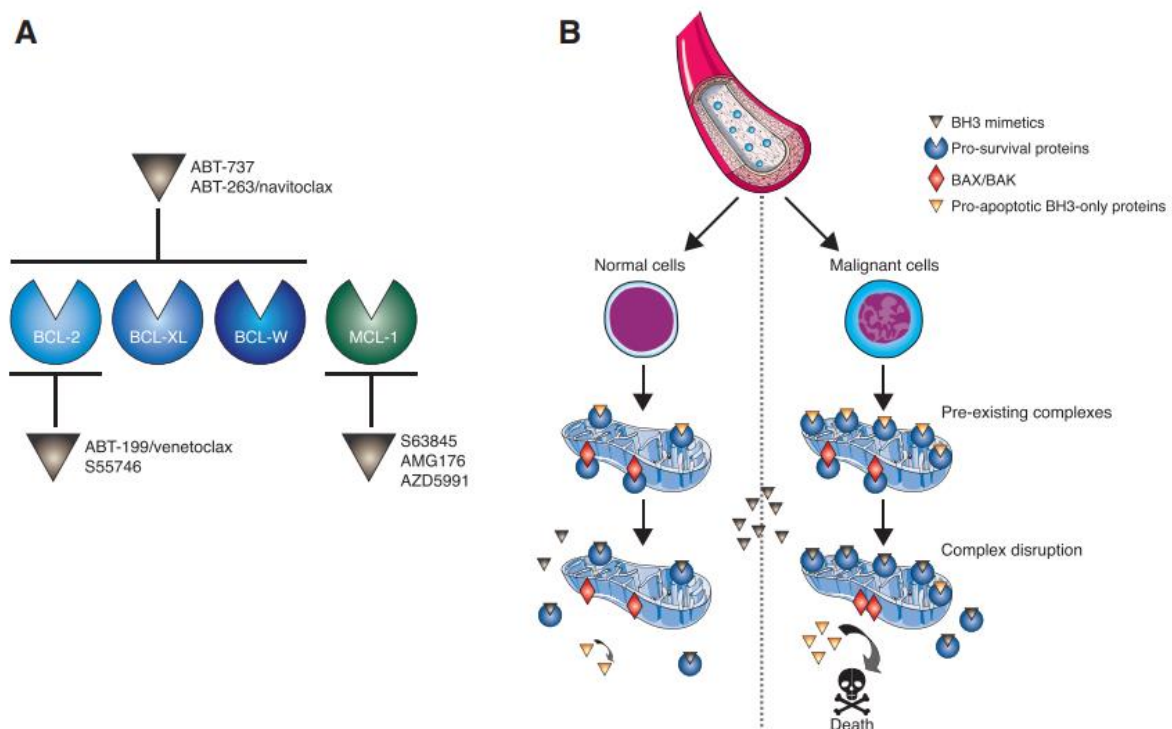 A
ABT-737
ABT-263/navitoclax
BCL-2
BCL-XL
BCL-W
MCL-1
ABT-199/venetoclax
S55746
S63845
AMG176
AZD5991
B
BH3 mimetics
Pro-survival proteins
BAX/BAK
Pro-apoptotic BH3-only proteins
Normal cells
Malignant cells
Pre-existing complexes
Complex disruption
Death